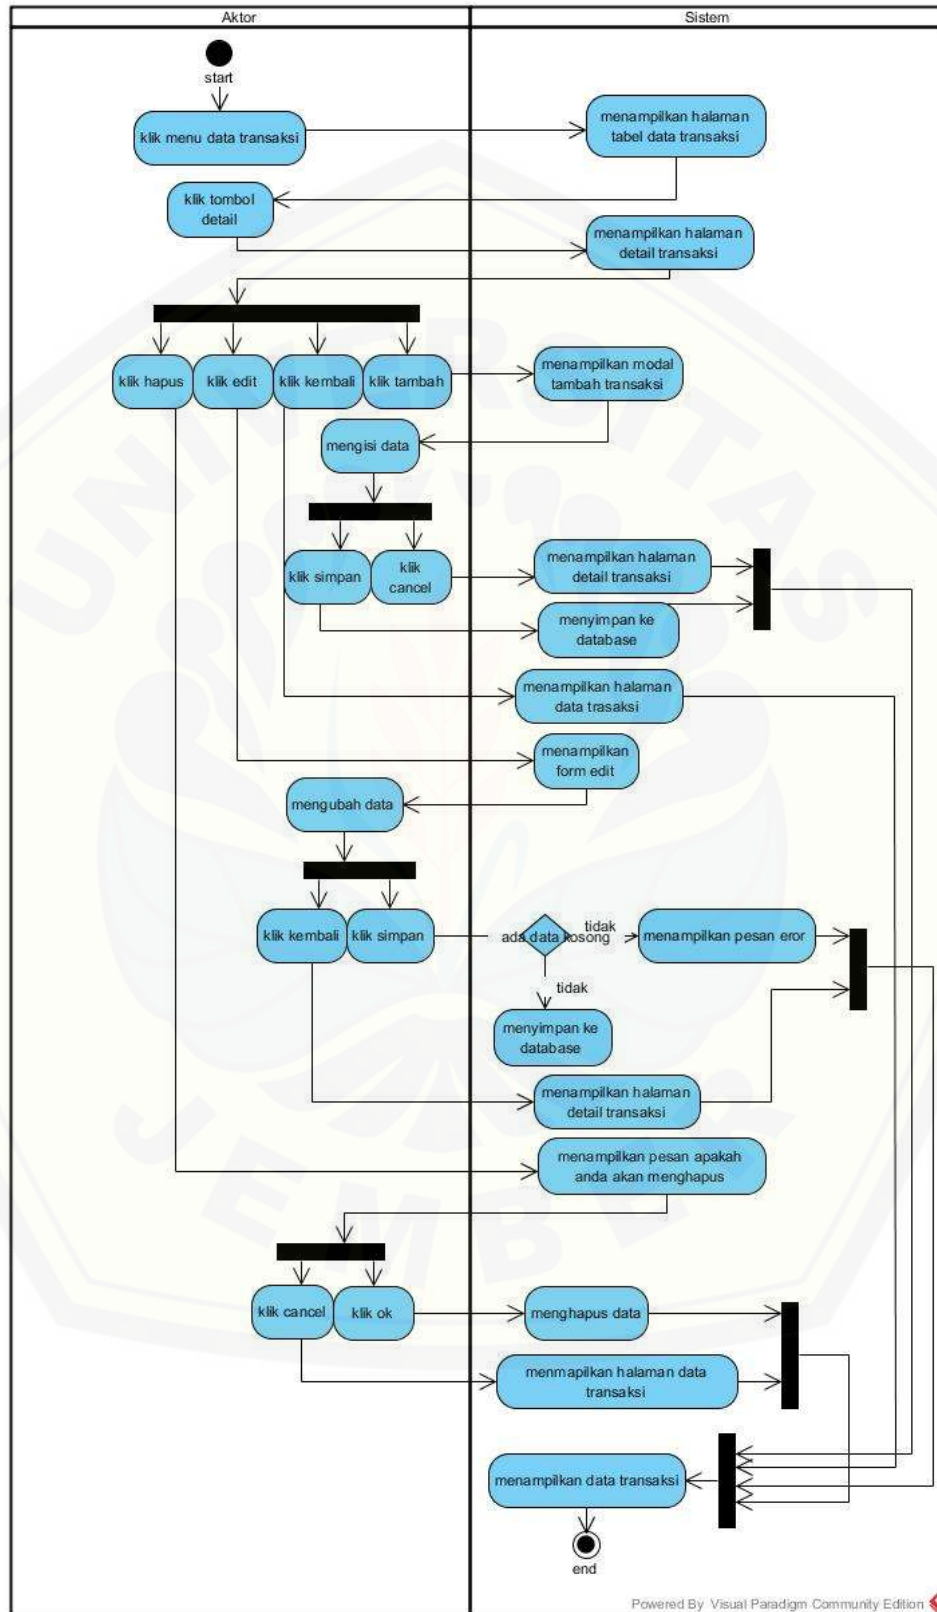 Aktor
Sistem
start
klik menu data transaksi
menampilkan halaman
tabel data transaksi
klik tombol
detail
menampilkan halaman
detail transaksi
klik hapus
klik edit
klik kembali
klik tambah
menampilkan modal
tambah transaksi
mengisi data
klik simpan
klik
cancel
menampilkan halaman
detail transaksi
menyimpan ke
database
menampilkan halaman
data trasaksi
menampilkan
form edit
mengubah data
klik kembali
klik simpan
ada data kosong
tidak
menampilkan pesan eror
tidak
menyimpan ke
database
menampilkan halaman
detail transaksi
menampilkan pesan apakah
anda akan menghapus
klik cancel
klik ok
menghapus data
menmapilkan halaman data
transaksi
menampilkan data transaksi
end
UNIVERSITAS
JEMBER
Powered By Visual Paradigm Community Edition